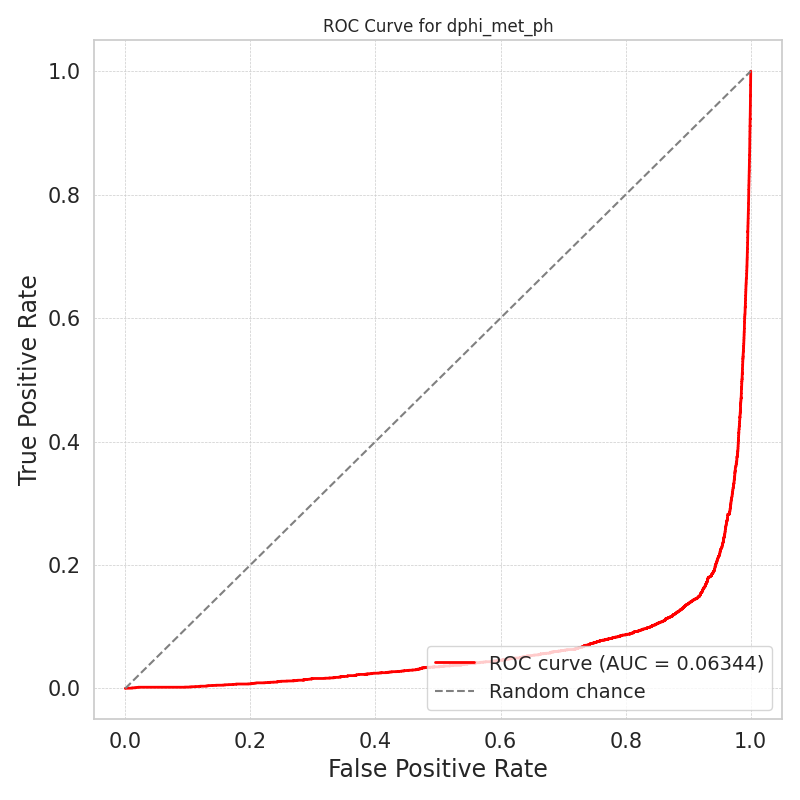 ROC Curve for dphi_met_ph
True Positive Rate
1.0
0.8
0.6
0.4
0.2
0.0
ROC curve (AUC = 0.06344)
Random chance
0.0 0.2 0.4 0.6 0.8 1.0
False Positive Rate